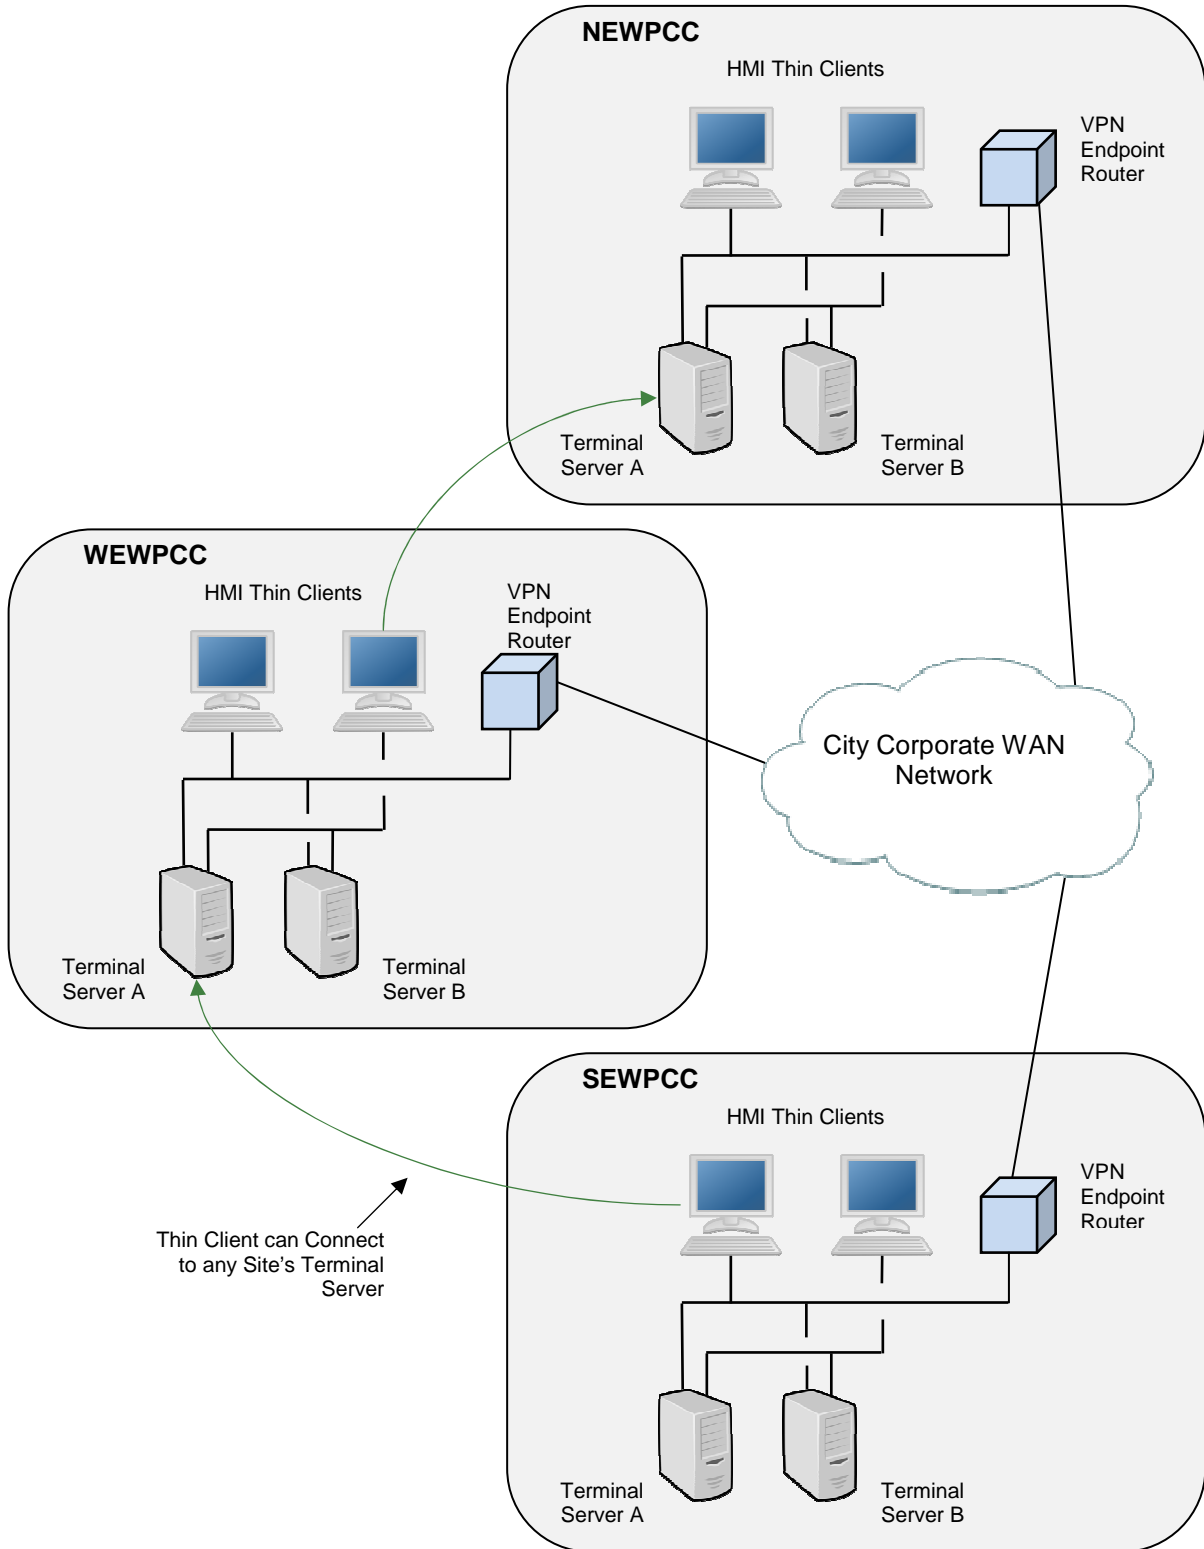 NEWPCC
HMI Thin Clients
VPN
Endpoint
Router
Terminal
Server A
Terminal
Server B
WEWPCC
HMI Thin Clients
VPN
Endpoint
Router
Terminal
Server A
Terminal
Server B
City Corporate WAN
Network
SEWPCC
HMI Thin Clients
VPN
Endpoint
Router
Thin Client can Connect
to any Site's Terminal
Server
Terminal
Server A
Terminal
Server B